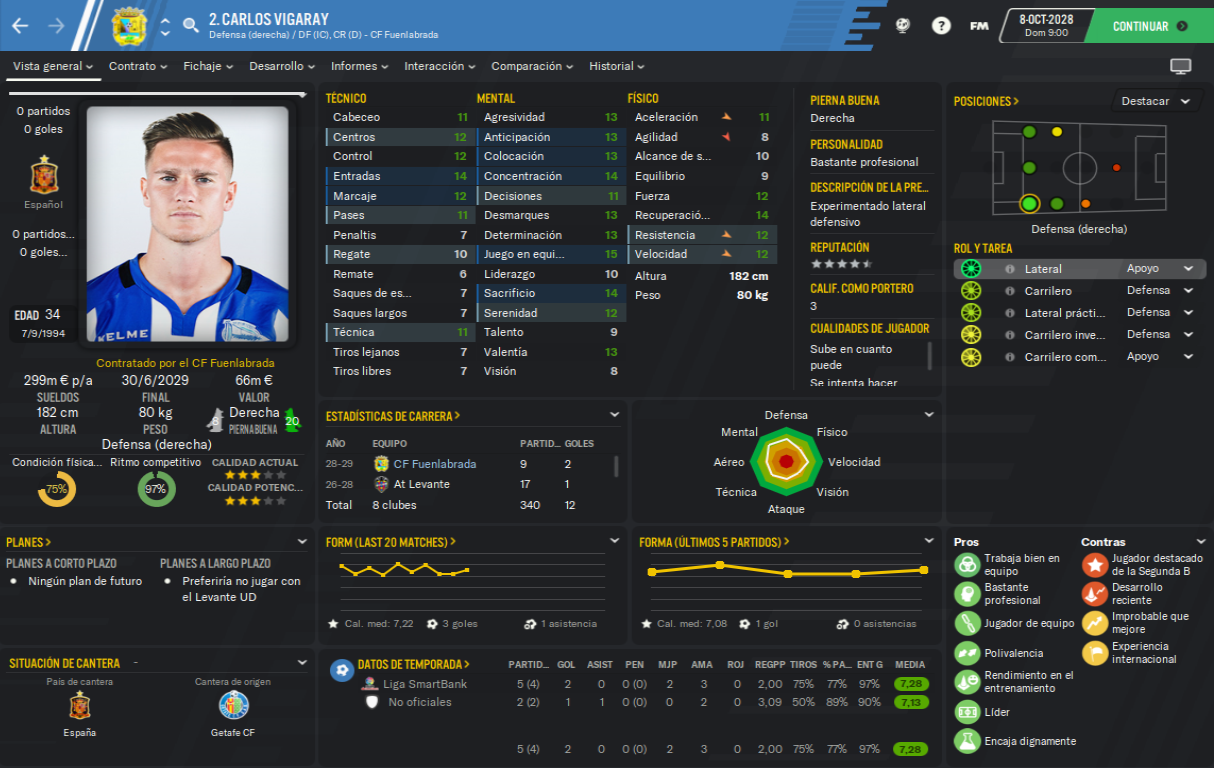 2. CARLOS VIGARAY
Defensa (derecha) / DF (IC), CR (D) - CF Fuenlabrada
?
FM
8-OCT-2028
Dom 9:00
CONTINUAR
Vista general
Contrato
Fichaje
Desarrollo
Informes
Interacción
Comparación
Historial
0 partidos
0 goles
Español
0 partidos...
0 goles...
EDAD 34
7/9/1994
KELME
Contratado por el CF Fuenlabrada
299m € p/a 30/6/2029 66m €
SUELDOS FINAL VALOR
182 cm 80 kg 8 Derecha 20
ALTURA PESO PIERNA BUENA
Defensa (derecha)
Condición física... Ritmo competitivo CALIDAD ACTUAL
75% 97%
CALIDAD POTENC...
TÉCNICO
Cabeceo 11
Centros 12
Control 12
Entradas 14
Marcaje 12
Pases 11
Penaltis 7
Regate 10
Remate 6
Saques de es... 7
Saques largos 7
Técnica 11
Tiros lejanos 7
Tiros libres 7
MENTAL
Agresividad 13
Anticipación 13
Colocación 13
Concentración 14
Decisiones 11
Desmarques 13
Determinación 13
Juego en equi... 15
Liderazgo 10
Sacrificio 14
Serenidad 12
Talento 9
Valentía 13
Visión 8
FÍSICO
Aceleración 11
Agilidad 8
Alcance de s... 10
Equilibrio 9
Fuerza 12
Recuperació... 14
Resistencia 12
Velocidad 12
Altura 182 cm
Peso 80 kg
PIERNA BUENA
Derecha
PERSONALIDAD
Bastante profesional
DESCRIPCIÓN DE LA PRE...
Experimentado lateral
defensivo
REPUTACIÓN
CALIF. COMO PORTERO
3
CUALIDADES DE JUGADOR
Sube en cuanto
puede
Se intenta hacer
POSICIONES >
Destacar
Defensa (derecha)
ROL Y TAREA
Lateral Apoyo
Carrilero Defensa
Lateral prácti... Defensa
Carrilero inve... Defensa
Carrilero com... Apoyo
ESTADÍSTICAS DE CARRERA >
AÑO EQUIPO PARTID... GOLES
28-29 CF Fuenlabrada 9 2
26-28 At Levante 17 1
Total 8 clubes 340 12
Defensa
Mental Físico
Aéreo Velocidad
Técnica Visión
Ataque
PLANES >
PLANES A CORTO PLAZO
Ningún plan de futuro
PLANES A LARGO PLAZO
Preferiría no jugar con
el Levante UD
FORM (LAST 20 MATCHES) >
Cal. med: 7,22 3 goles 1 asistencia
FORMA (ÚLTIMOS 5 PARTIDOS) >
Cal. med: 7,08 1 gol 0 asistencias
Pros
Trabaja bien en
equipo
Bastante
profesional
Jugador de equipo
Polivalencia
Rendimiento en el
entrenamiento
Líder
Encaja dignamente
Contras
Jugador destacado
de la Segunda B
Desarrollo
reciente
Improbable que
mejore
Experiencia
internacional
SITUACIÓN DE CANTERA -
País de cantera Cantera de origen
España Getafe CF
DATOS DE TEMPORADA > PARTID... GOL ASIST PEN MJP AMA ROJ REGPP TIROS % PA... ENT G MEDIA
Liga SmartBank 5 (4) 2 0 0 (0) 2 3 0 2,00 75% 77% 97% 7,28
No oficiales 2 (2) 1 1 0 (0) 0 2 0 3,09 50% 89% 90% 7,13
5 (4) 2 0 0 (0) 2 3 0 2,00 75% 77% 97% 7,28